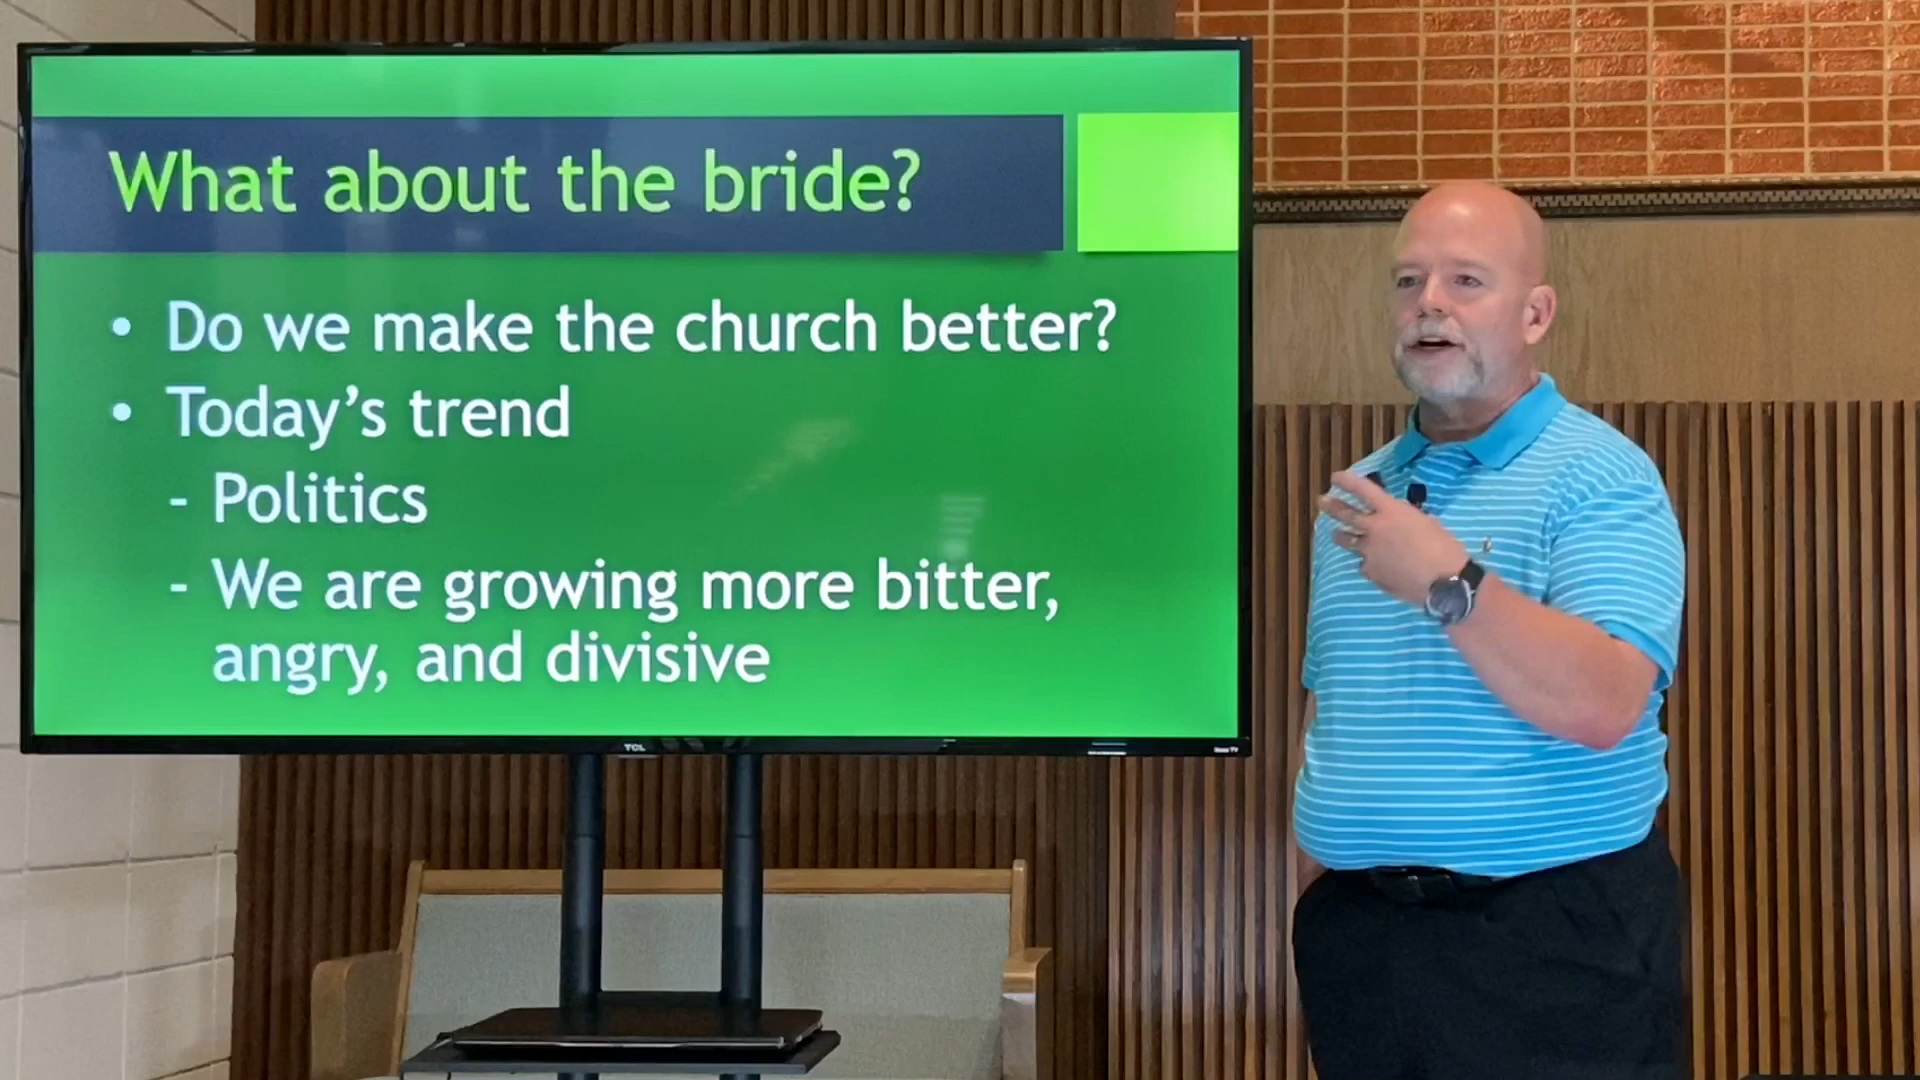 What about the bride?
• Do we make the church better?
• Today’s trend
- Politics
- We are growing more bitter,
angry, and divisive
TCL